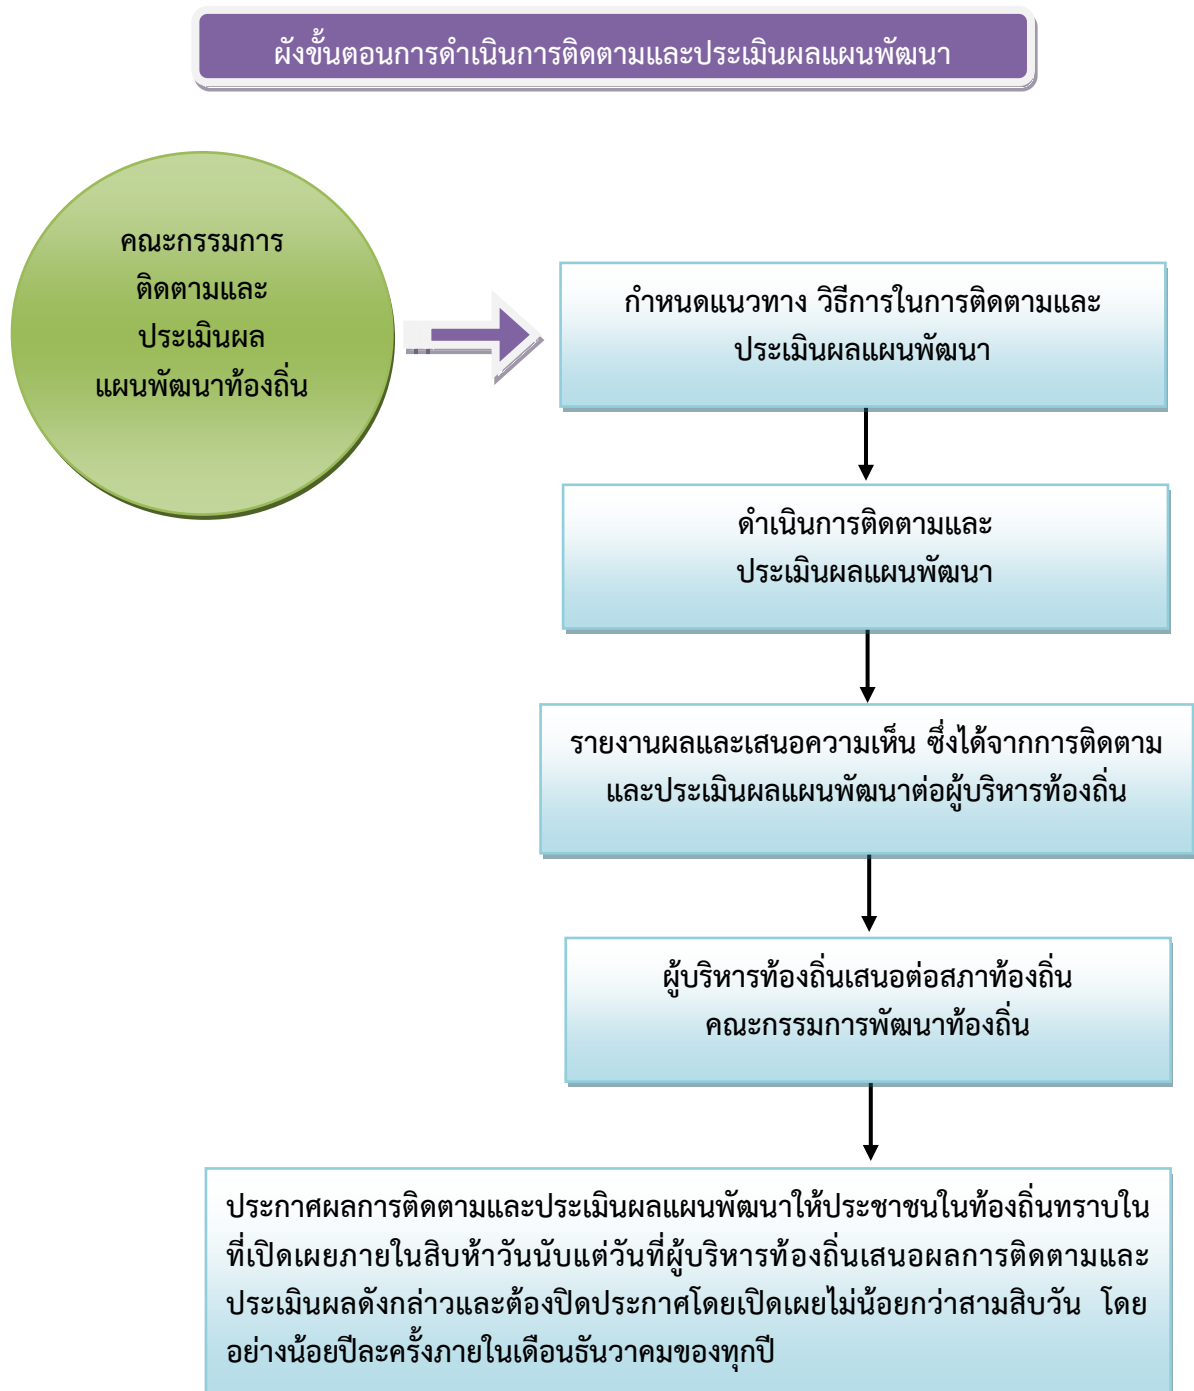 ผังขั้นตอนการดำเนินการติดตามและประเมินผลแผนพัฒนา
คณะกรรมการ
ติดตามและ
ประเมินผล
แผนพัฒนาท้องถิ่น
กำหนดแนวทาง วิธีการในการติดตามและ
ประเมินผลแผนพัฒนา
ดำเนินการติดตามและ
ประเมินผลแผนพัฒนา
รายงานผลและเสนอความเห็น ซึ่งได้จากการติดตาม
และประเมินผลแผนพัฒนาต่อผู้บริหารท้องถิ่น
ผู้บริหารท้องถิ่นเสนอต่อสภาท้องถิ่น
คณะกรรมการพัฒนาท้องถิ่น
ประกาศผลการติดตามและประเมินผลแผนพัฒนาให้ประชาชนในท้องถิ่นทราบใน
ที่เปิดเผยภายในสิบห้าวันนับแต่วันที่ผู้บริหารท้องถิ่นเสนอผลการติดตามและ
ประเมินผลดังกล่าวและต้องปิดประกาศโดยเปิดเผยไม่น้อยกว่าสามสิบวัน โดย
อย่างน้อยปีละครั้งภายในเดือนธันวาคมของทุกปี